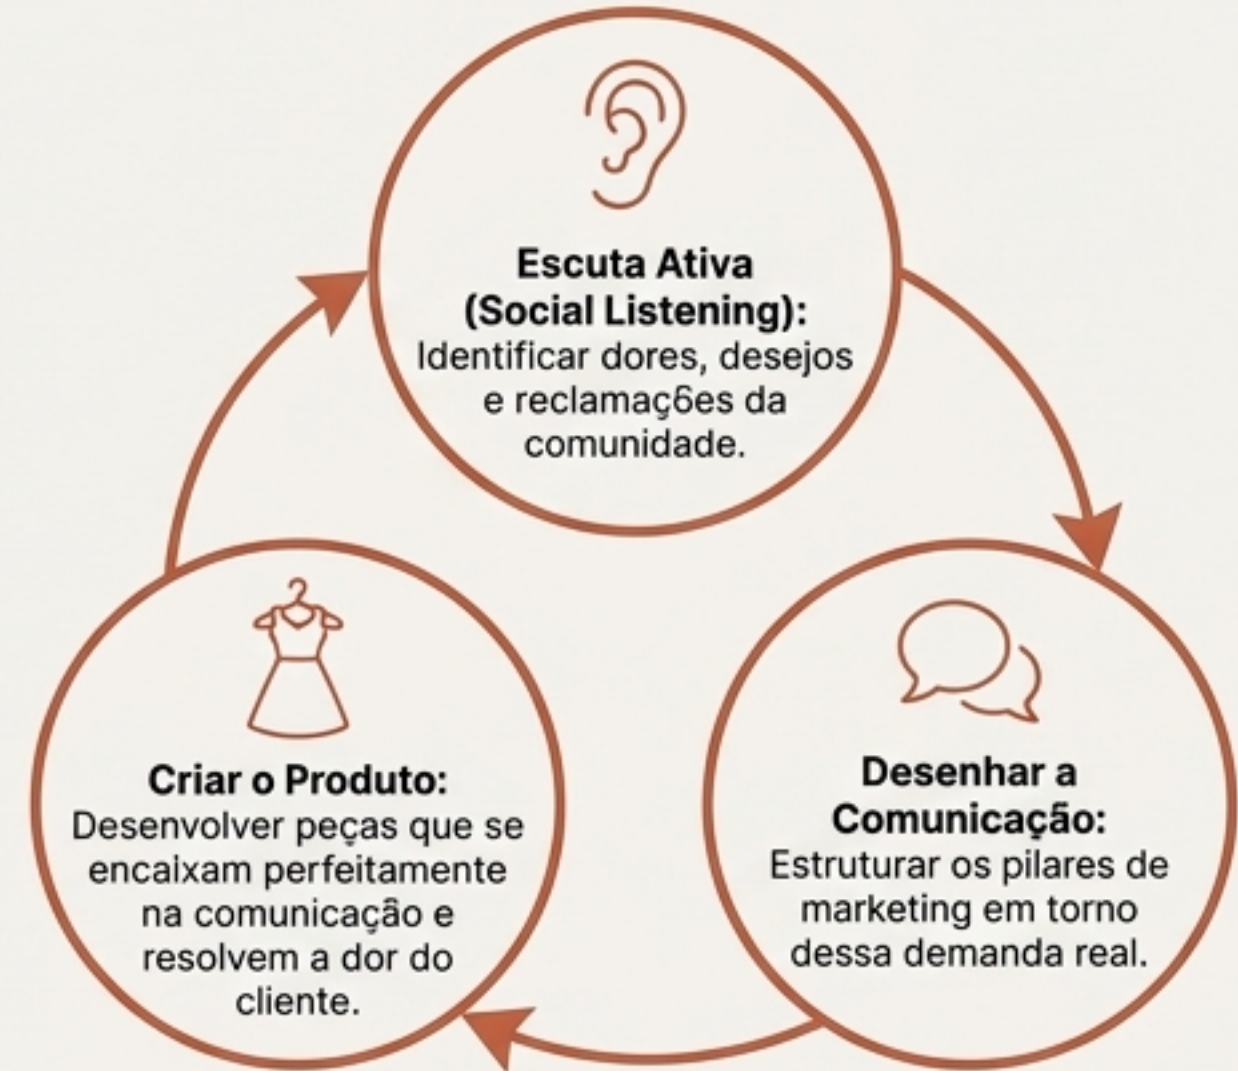 Escuta Ativa
(Social Listening):
Identificar dores, desejos
e reclamaç6es da
comunidade.
Criar o Produto:
Desenvolver peças que se
encaixam perfeitamente
na comunicação e
resolvem a dor do
cliente.
Desenhar a
Comunicação:
Estruturar os pilares de
marketing em torno
dessa demanda real.